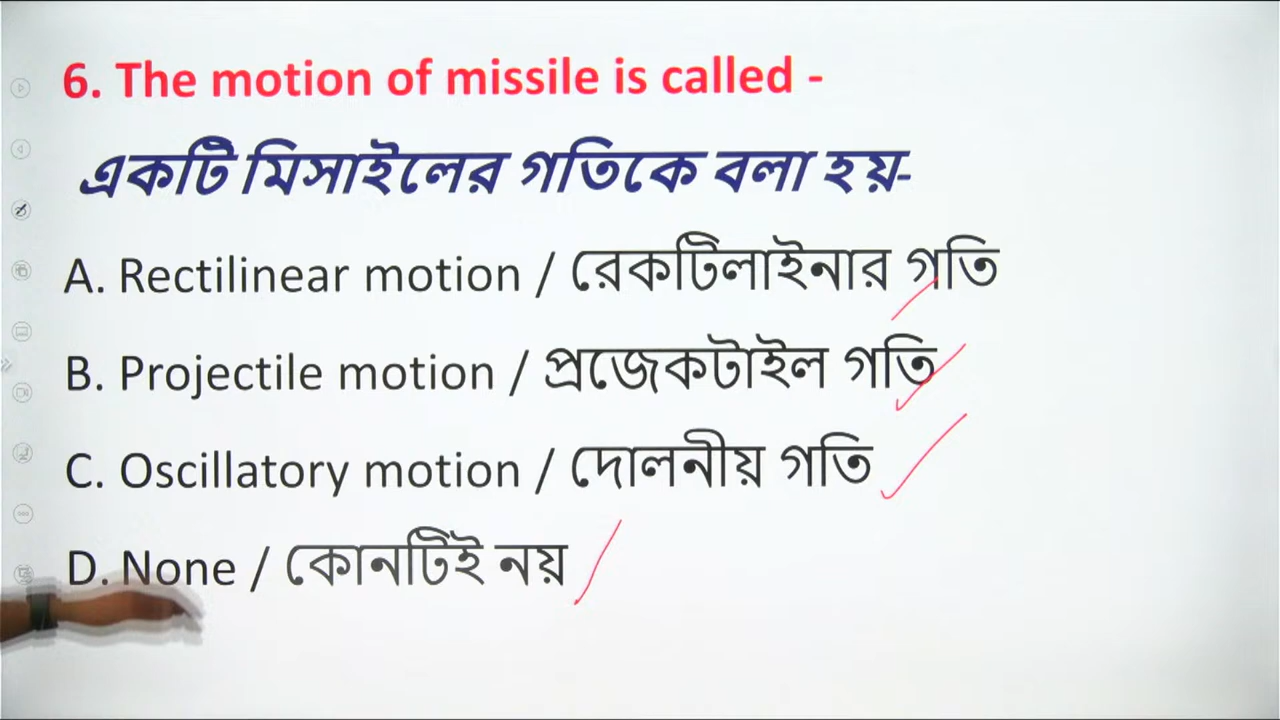 6. The motion of missile is called -
একটি মিসাইলের গতিকে বলা হয়-
A. Rectilinear motion / রেকটিলাইনার গতি
B. Projectile motion / প্রজেকটাইল গতি
C. Oscillatory motion / দোলনীয় গতি
D. None / কোনটিই নয়